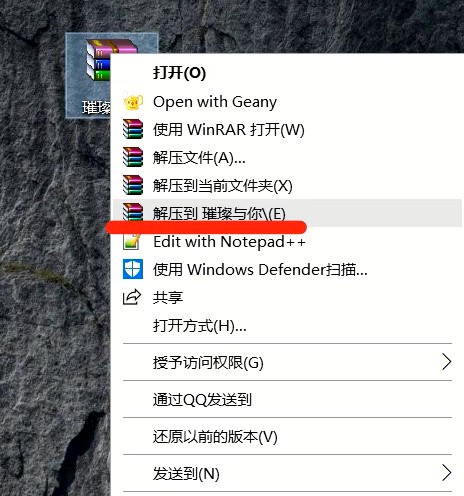 璀璨
打开(O)
Open with Geany
使用 WinRAR 打开(W)
解压文件(A)...
解压到当前文件夹(X)
解压到 璀璨与你\(E)
Edit with Notepad++
使用 Windows Defender扫描...
共享
打开方式(H)...
授予访问权限(G)
通过QQ发送到
还原以前的版本(V)
发送到(N)